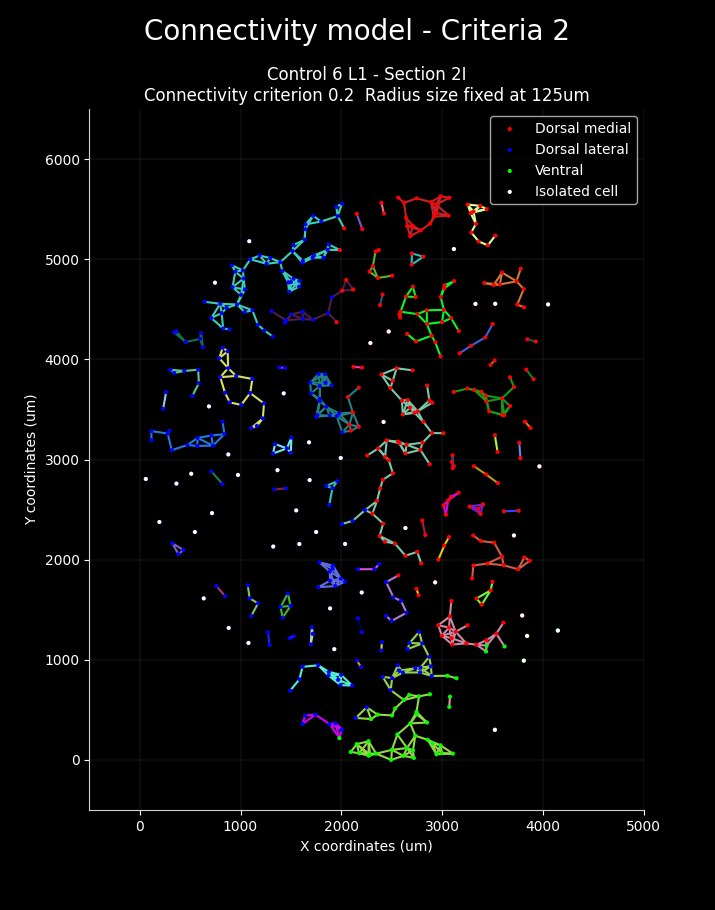 Connectivity model - Criteria 2
Control 6 L1 - Section 2I
Connectivity criterion 0.2  Radius size fixed at 125um
Dorsal medial
Dorsal lateral
Ventral
Isolated cell
6000
5000
4000
3000
2000
1000
0
Y coordinates (um)
0 1000 2000 3000 4000 5000
X coordinates (um)